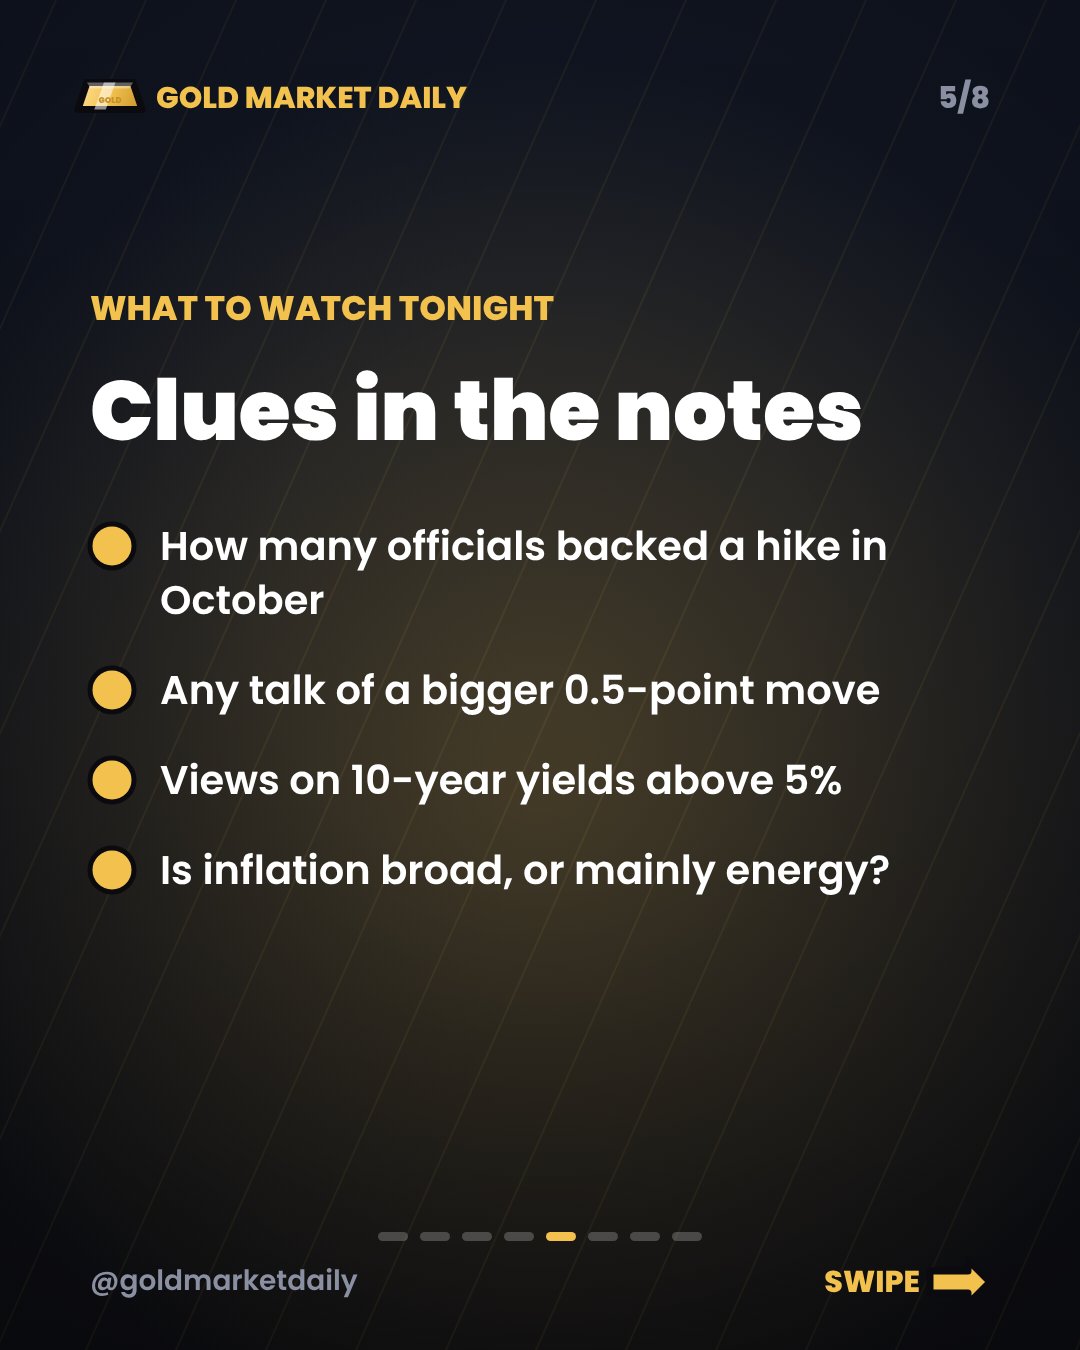 GOLD
GOLD MARKET DAILY
5/8
WHAT TO WATCH TONIGHT
Clues in the notes
How many officials backed a hike in
October
Any talk of a bigger 0.5-point move
Views on 10-year yields above 5%
Is inflation broad, or mainly energy?
@goldmarketdaily
SWIPE